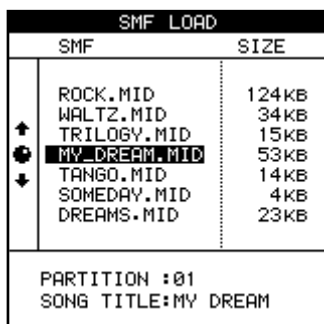 SMF LOAD
SMF SIZE
ROCK.MID 124KB
WALTZ.MID 34KB
TRILOGY.MID 15KB
MY_DREAM.MID 53KB
TANGO.MID 14KB
SOMEDAY.MID 4KB
DREAMS.MID 23KB
PARTITION :01
SONG TITLE:MY DREAM